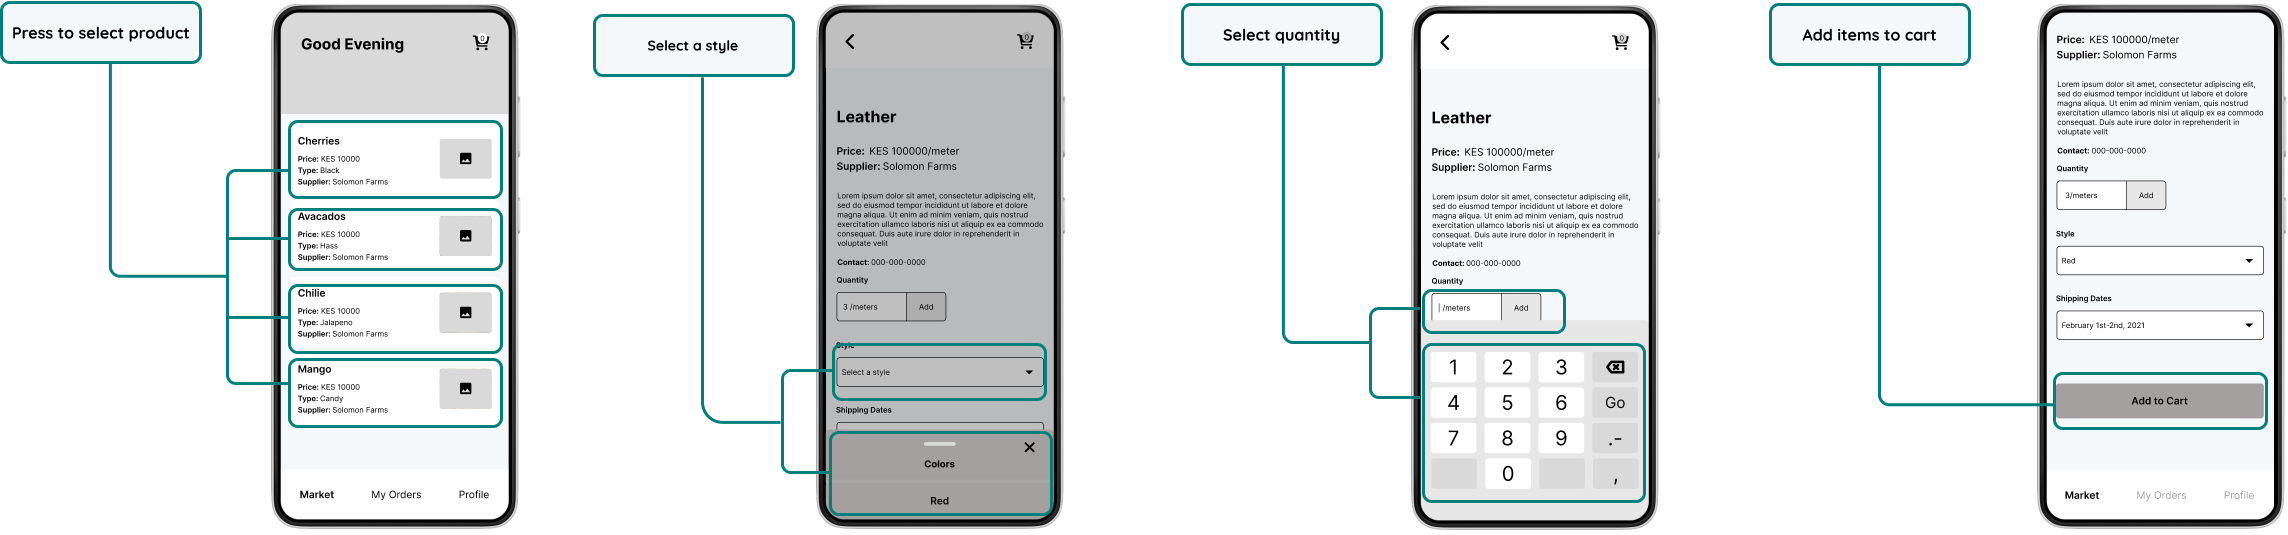 Press to select product
Good Evening
0
Cherries
Price: KES 10000
Type: Black
Supplier: Solomon Farms
Avacados
Price: KES 10000
Type: Hass
Supplier: Solomon Farms
Chilie
Price: KES 10000
Type: Jalapeno
Supplier: Solomon Farms
Mango
Price: KES 10000
Type: Candy
Supplier: Solomon Farms
Market My Orders Profile
Select a style
0
Leather
Price: KES 100000/meter
Supplier: Solomon Farms
Lorem ipsum dolor sit amet, consectetur adipiscing elit,
sed do eiusmod tempor incididunt ut labore et dolore
magna aliqua. Ut enim ad minim veniam, quis nostrud
exercitation ullamco laboris nisi ut aliquip ex ea commodo
consequat. Duis aute irure dolor in reprehenderit in
voluptate velit
Contact: 000-000-0000
Quantity
3 /meters Add
Style
Select a style
Shipping Dates
Colors
Red
Select quantity
0
Leather
Price: KES 100000/meter
Supplier: Solomon Farms
Lorem ipsum dolor sit amet, consectetur adipiscing elit,
sed do eiusmod tempor incididunt ut labore et dolore
magna aliqua. Ut enim ad minim veniam, quis nostrud
exercitation ullamco laboris nisi ut aliquip ex ea commodo
consequat. Duis aute irure dolor in reprehenderit in
voluptate velit
Contact: 000-000-0000
Quantity
| /meters Add
1 2 3
4 5 6 Go
7 8 9 .-
0 ,
Add items to cart
Price: KES 100000/meter
Supplier: Solomon Farms
Lorem ipsum dolor sit amet, consectetur adipiscing elit,
sed do eiusmod tempor incididunt ut labore et dolore
magna aliqua. Ut enim ad minim veniam, quis nostrud
exercitation ullamco laboris nisi ut aliquip ex ea commodo
consequat. Duis aute irure dolor in reprehenderit in
voluptate velit
Contact: 000-000-0000
Quantity
3/meters Add
Style
Red
Shipping Dates
February 1st-2nd, 2021
Add to Cart
Market My Orders Profile